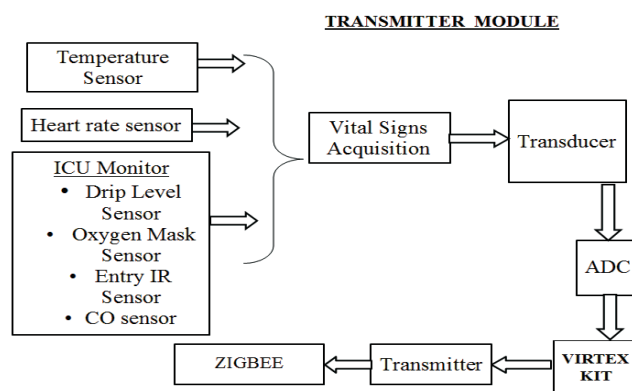 TRANSMITTER MODULE
Temperature
Sensor
Heart rate sensor
ICU Monitor
• Drip Level
Sensor
• Oxygen Mask
Sensor
• Entry IR
Sensor
• CO sensor
Vital Signs
Acquisition
Transducer
ADC
VIRTEX
KIT
Transmitter
ZIGBEE